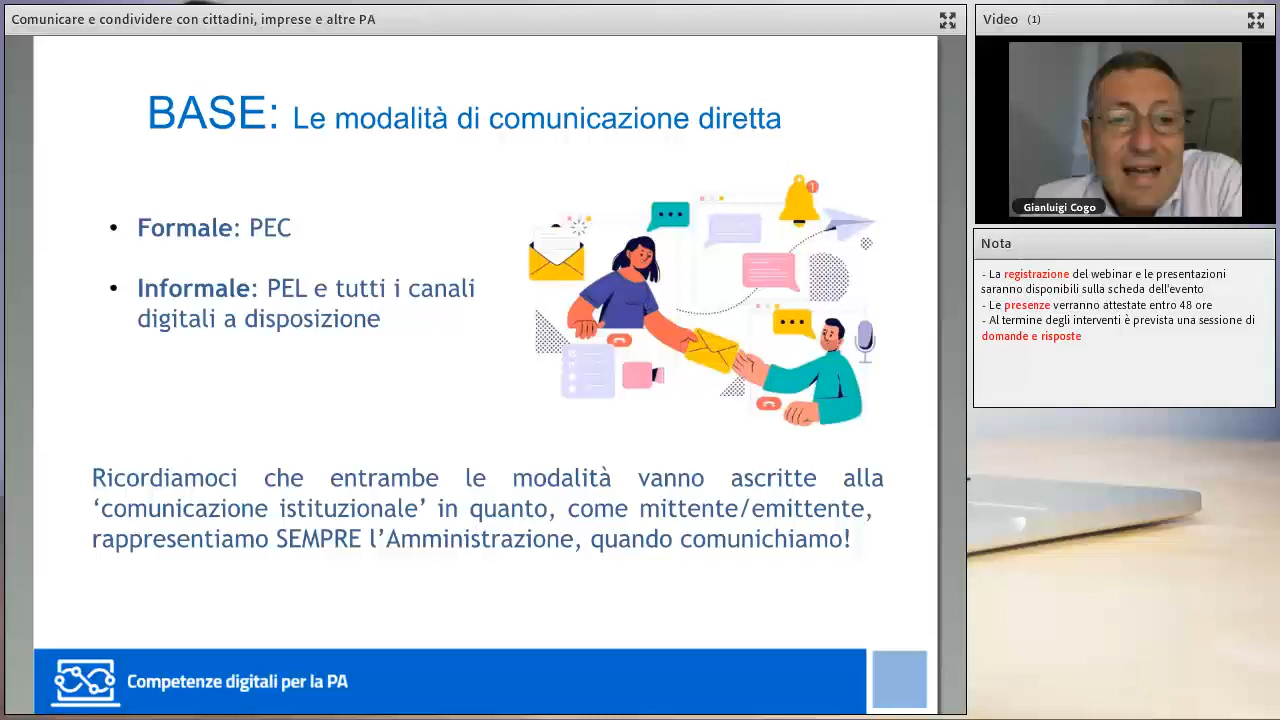 Comunicare e condividere con cittadini, imprese e altre PA
BASE: Le modalità di comunicazione diretta
• Formale: PEC
• Informale: PEL e tutti i canali
digitali a disposizione
1
Ricordiamoci che entrambe le modalità vanno ascritte alla
‘comunicazione istituzionale’ in quanto, come mittente/emittente,
rappresentiamo SEMPRE l’Amministrazione, quando comunichiamo!
Competenze digitali per la PA
Video (1)
Gianluigi Cogo
Nota
- La registrazione del webinar e le presentazioni
saranno disponibili sulla scheda dell'evento
- Le presenze verranno attestate entro 48 ore
- Al termine degli interventi è prevista una sessione di
domande e risposte